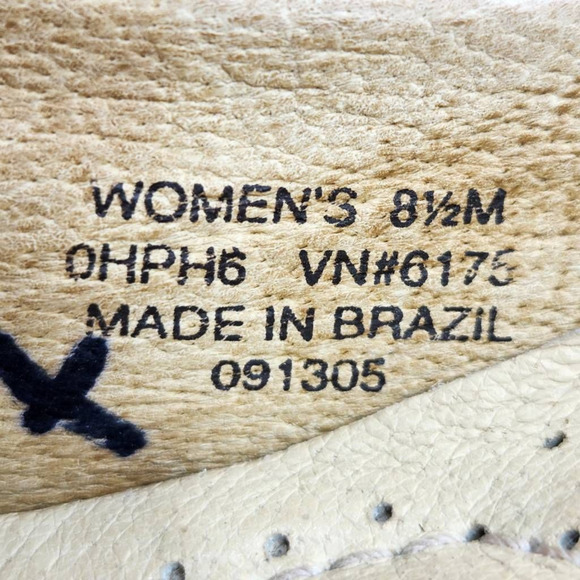 WOMEN'S 8½M
0HPH6 VN#6175
MADE IN BRAZIL
091305